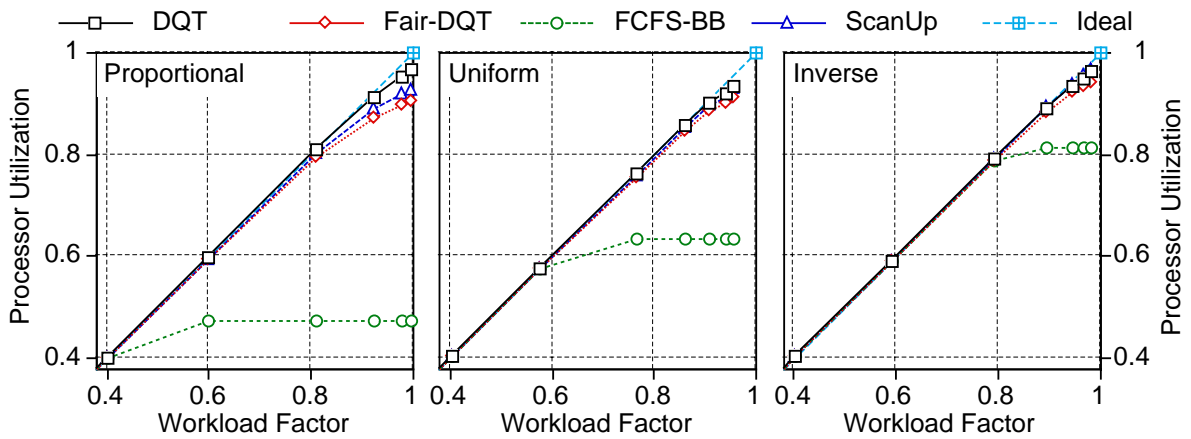 DQT Fair-DQT FCFS-BB ScanUp Ideal
Processor Utilization
1
0.8
0.6
0.4
Proportional
0.4 0.6 0.8 1
Workload Factor
Uniform
0.4 0.6 0.8 1
Workload Factor
Inverse
0.4 0.6 0.8 1
Workload Factor
1
0.8
0.6
0.4
Processor Utilization